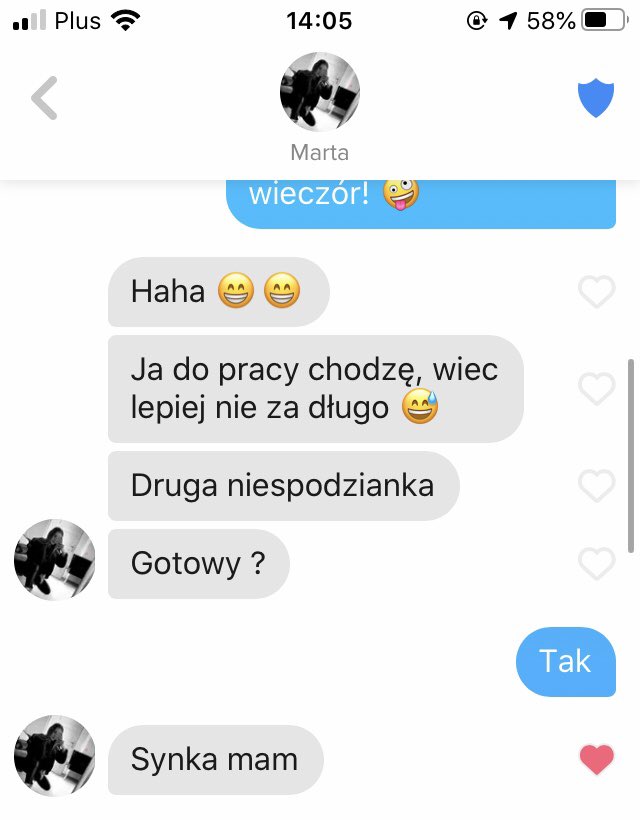 Plus 14:05 58%
Marta
wieczór! 🤪
Haha 😁 😁
Ja do pracy chodzę, wiec
lepiej nie za długo 😅
Druga niespodzianka
Gotowy ?
Tak
Synka mam